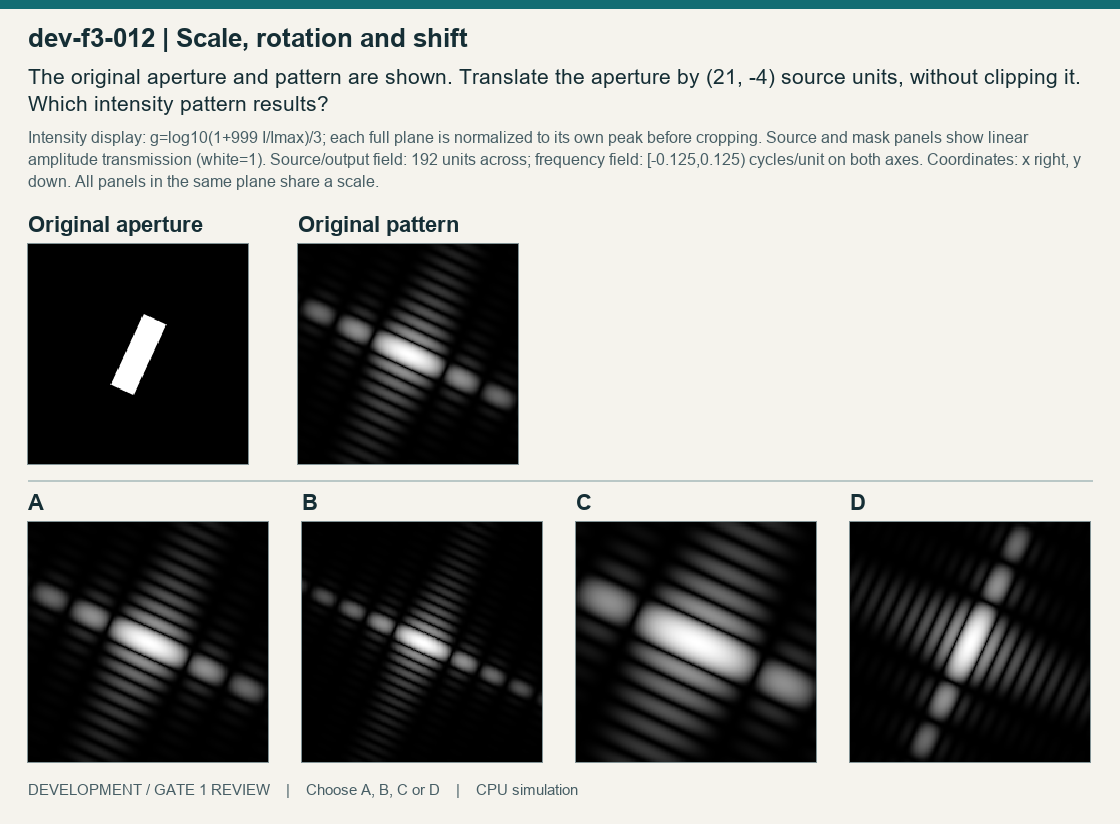 dev-f3-012 | Scale, rotation and shift
The original aperture and pattern are shown. Translate the aperture by (21, -4) source units, without clipping it.
Which intensity pattern results?
Intensity display: g=log10(1+999 I/Imax)/3; each full plane is normalized to its own peak before cropping. Source and mask panels show linear
amplitude transmission (white=1). Source/output field: 192 units across; frequency field: [-0.125,0.125) cycles/unit on both axes. Coordinates: x right, y
down. All panels in the same plane share a scale.
Original aperture Original pattern
A B C D
DEVELOPMENT / GATE 1 REVIEW | Choose A, B, C or D | CPU simulation